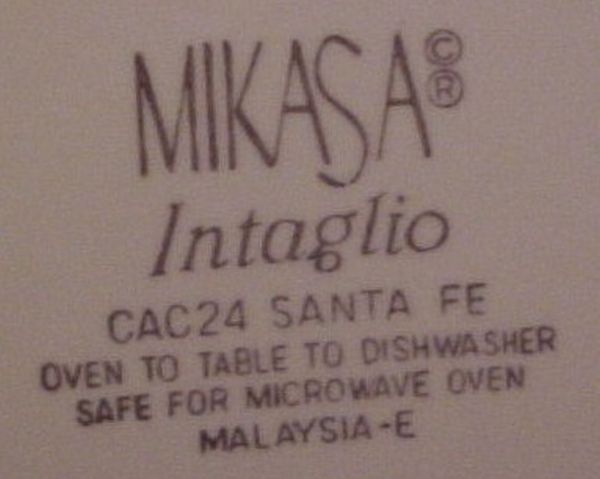 MIKASA©®
Intaglio
CAC24 SANTA FE
OVEN TO TABLE TO DISHWASHER
SAFE FOR MICROWAVE OVEN
MALAYSIA-E